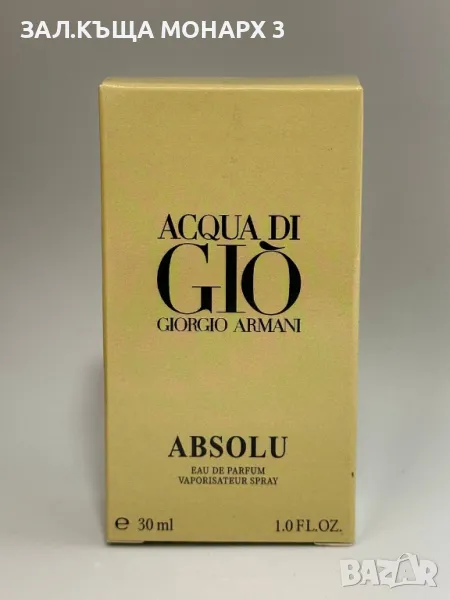 ЗАЛ.КЪЩА МОНАРХ 3
ACQUA DI
GIÒ
GIORGIO ARMANI
ABSOLU
EAU DE PARFUM
VAPORISATEUR SPRAY
e 30 ml 1.0 FL.OZ.
BAZAR